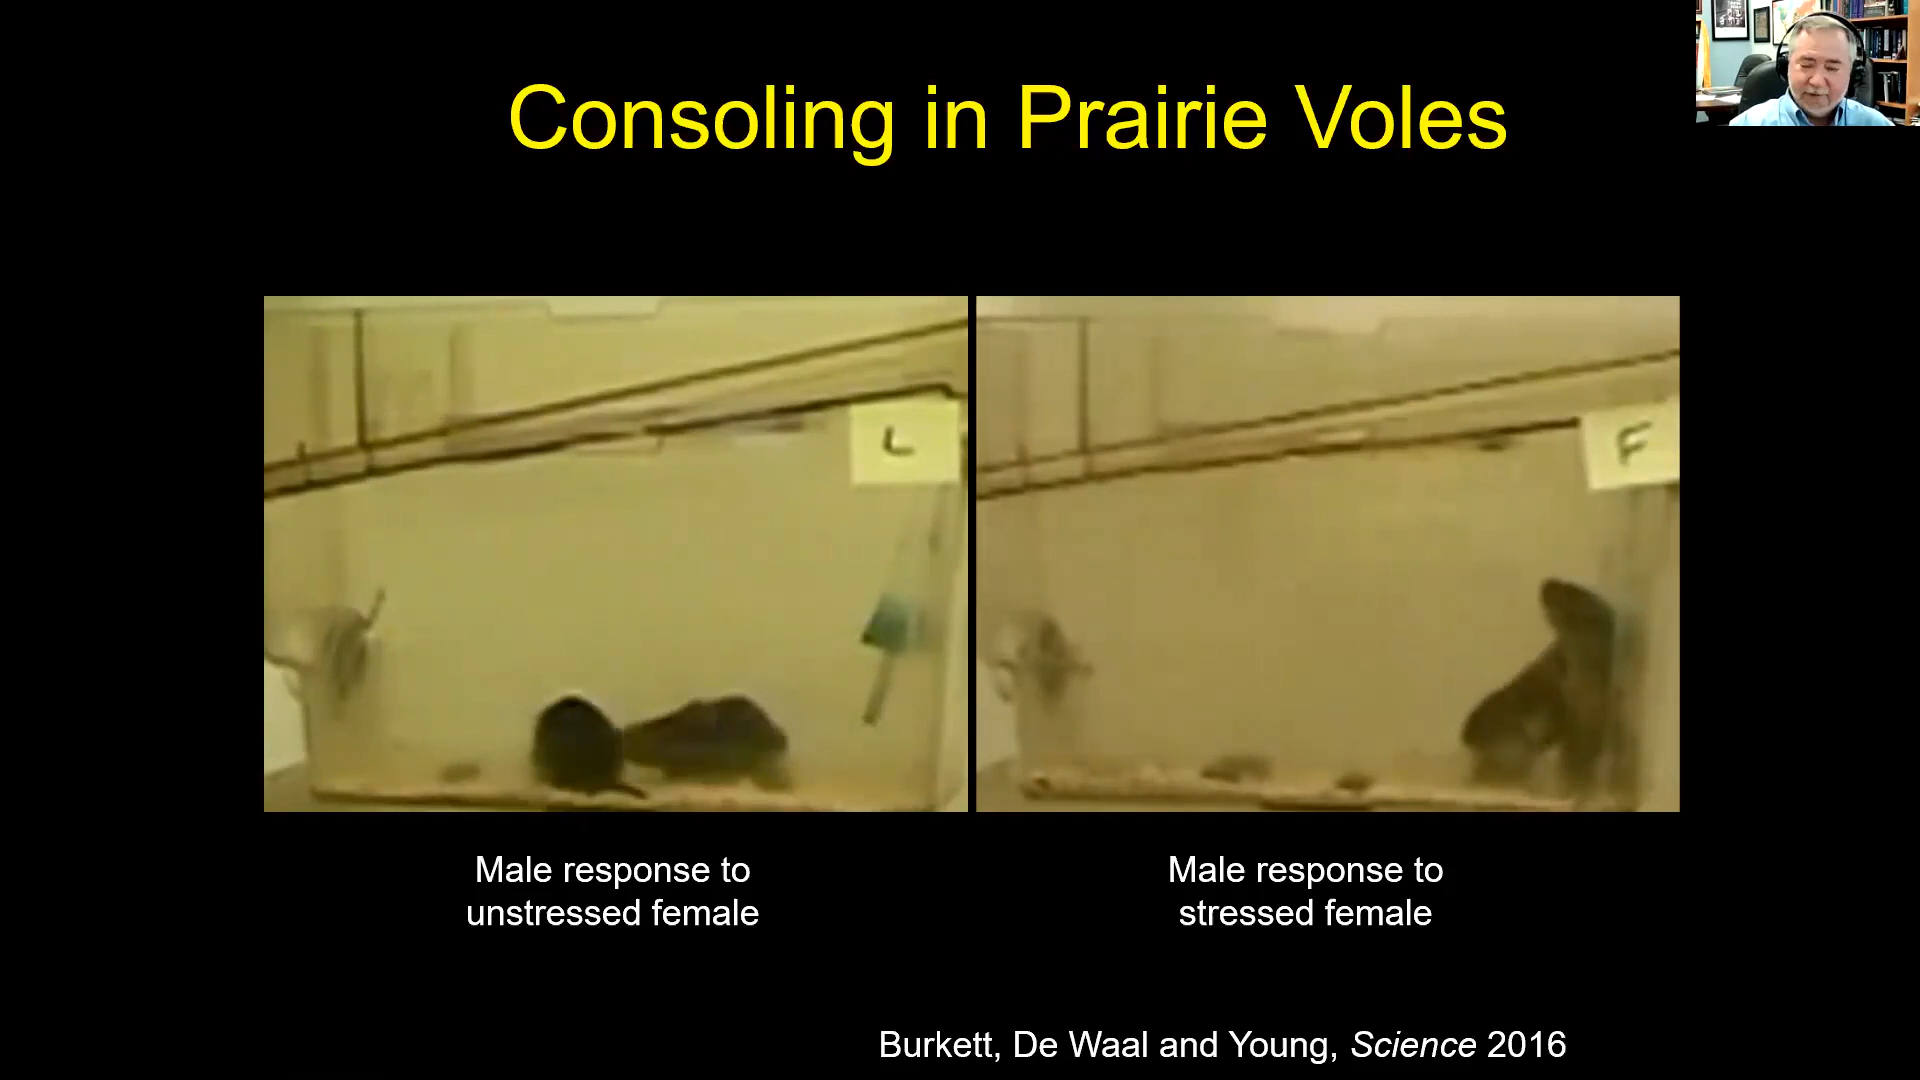 Consoling in Prairie Voles
L
F
Male response to
unstressed female
Male response to
stressed female
Burkett, De Waal and Young, Science 2016